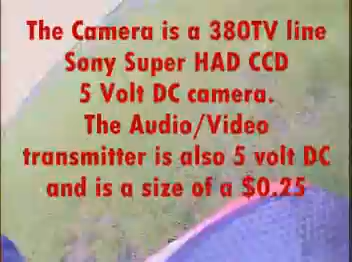 The Camera is a 380TV line
Sony Super HAD CCD
5 Volt DC camera.
The Audio/Video
transmitter is also 5 volt DC
and is a size of a $0.25